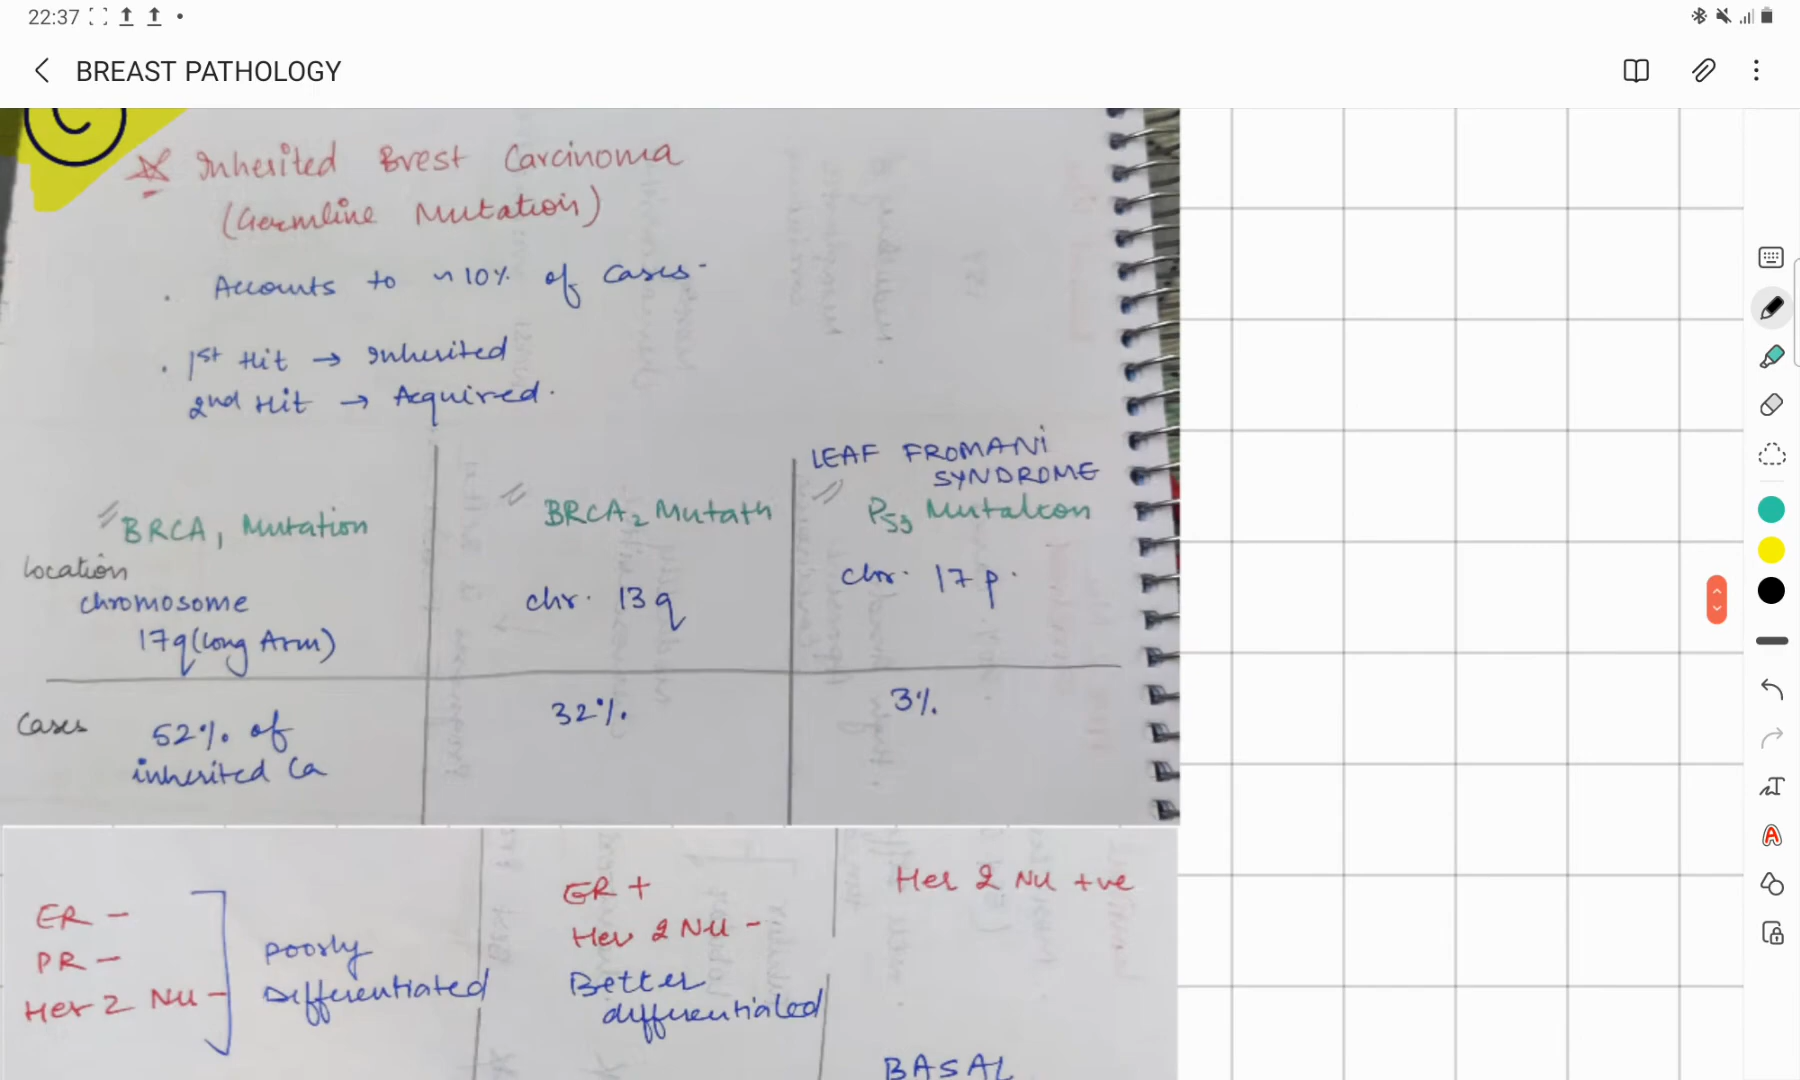 22:37
BREAST PATHOLOGY
C
Inherited Brest Carcinoma
(Germline Mutation)
. Accounts to ~10% of cases.
. 1st Hit → Inherited
2nd Hit → Acquired.
LEAF FROMANI
SYNDROME
BRCA1 Mutation
BRCA2 Mutath
P53 Mutation
Location
chromosome
17q (long Arm)
chr. 13q
chr. 17p.
Cases
52% of
inherited Ca
32%.
3%.
ER -
PR -
Her 2 Nu -
Poorly
Differentiated
ER +
Her 2 Nu -
Better
differentiated
Her 2 Nu +ve
BASAL